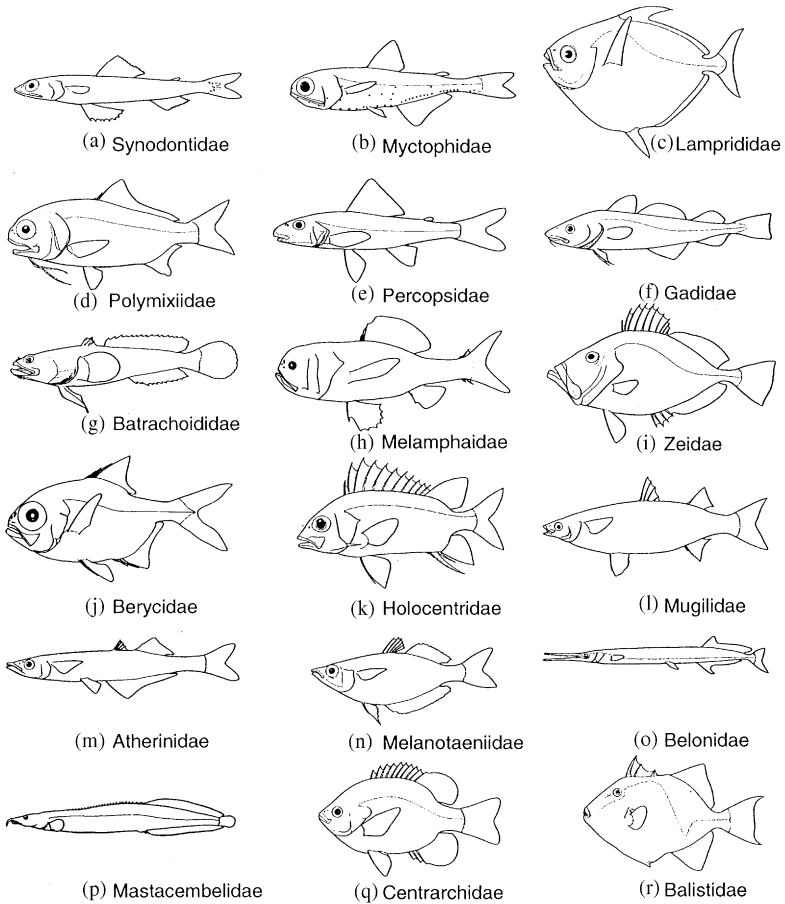 (a) Synodontidae
(b) Myctophidae
(c) Lamprididae
(d) Polymixiidae
(e) Percopsidae
(f) Gadidae
(g) Batrachoididae
(h) Melamphaidae
(i) Zeidae
(j) Berycidae
(k) Holocentridae
(l) Mugilidae
(m) Atherinidae
(n) Melanotaeniidae
(o) Belonidae
(p) Mastacembelidae
(q) Centrarchidae
(r) Balistidae